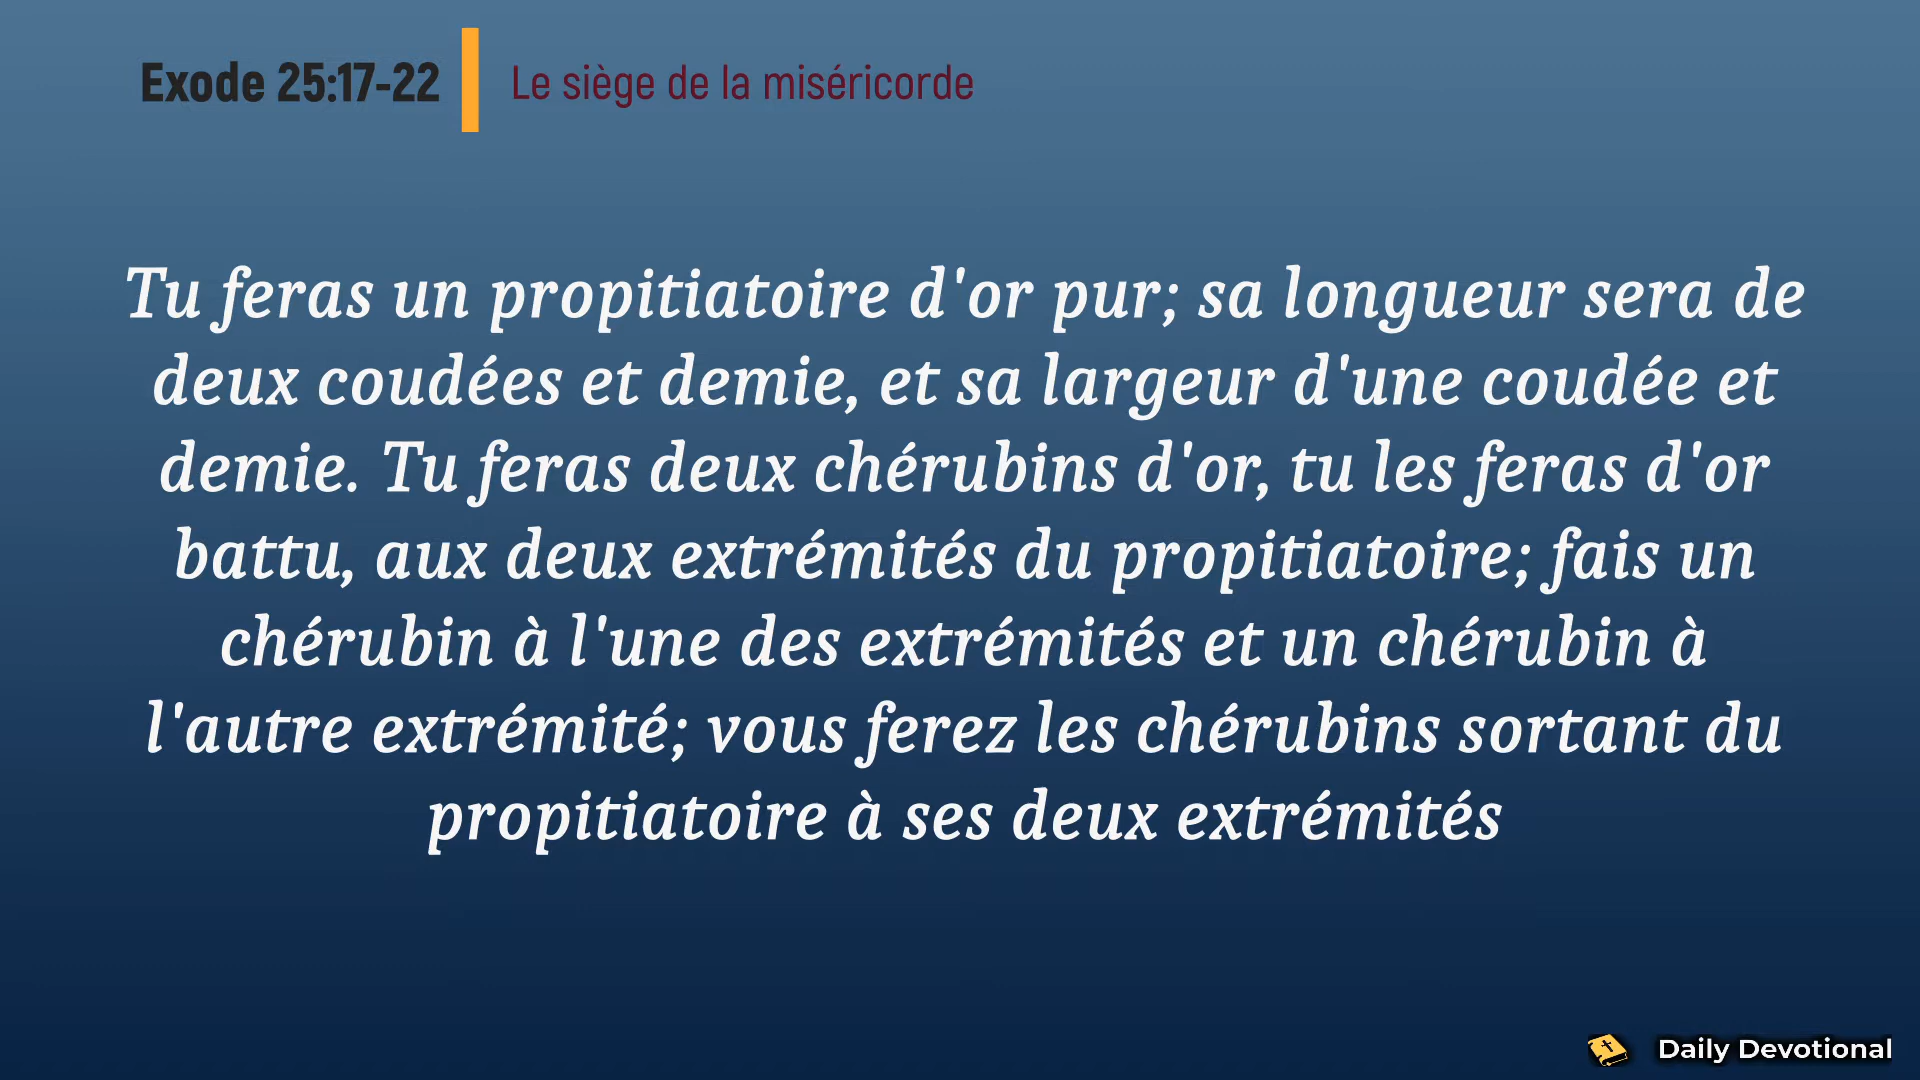 Exode 25:17-22
Le siège de la miséricorde
Tu feras un propitiatoire d'or pur; sa longueur sera de
deux coudées et demie, et sa largeur d'une coudée et
demie. Tu feras deux chérubins d'or, tu les feras d'or
battu, aux deux extrémités du propitiatoire; fais un
chérubin à l'une des extrémités et un chérubin à
l'autre extrémité; vous ferez les chérubins sortant du
propitiatoire à ses deux extrémités
Daily Devotional